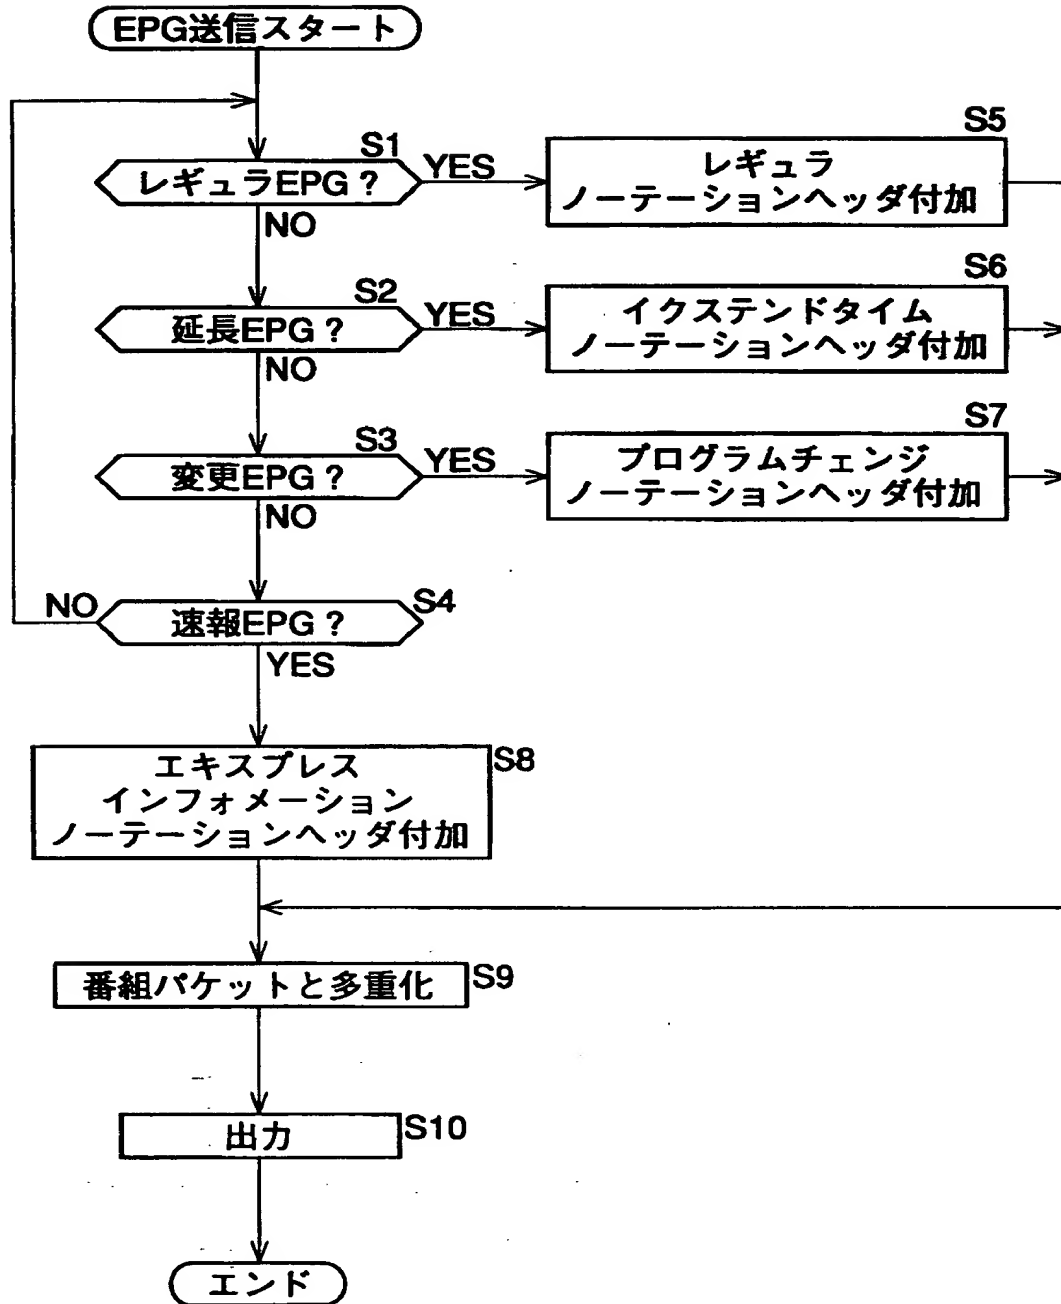 EPG送信スタート
S1
レギュラEPG？
YES
NO
S5
レギュラ
ノーテーションヘッダ付加
S2
延長EPG？
YES
NO
S6
イクステンドタイム
ノーテーションヘッダ付加
S3
変更EPG？
YES
NO
S7
プログラムチェンジ
ノーテーションヘッダ付加
S4
速報EPG？
NO
YES
S8
エキスプレス
インフォメーション
ノーテーションヘッダ付加
番組パケットと多重化
S9
出力
S10
エンド